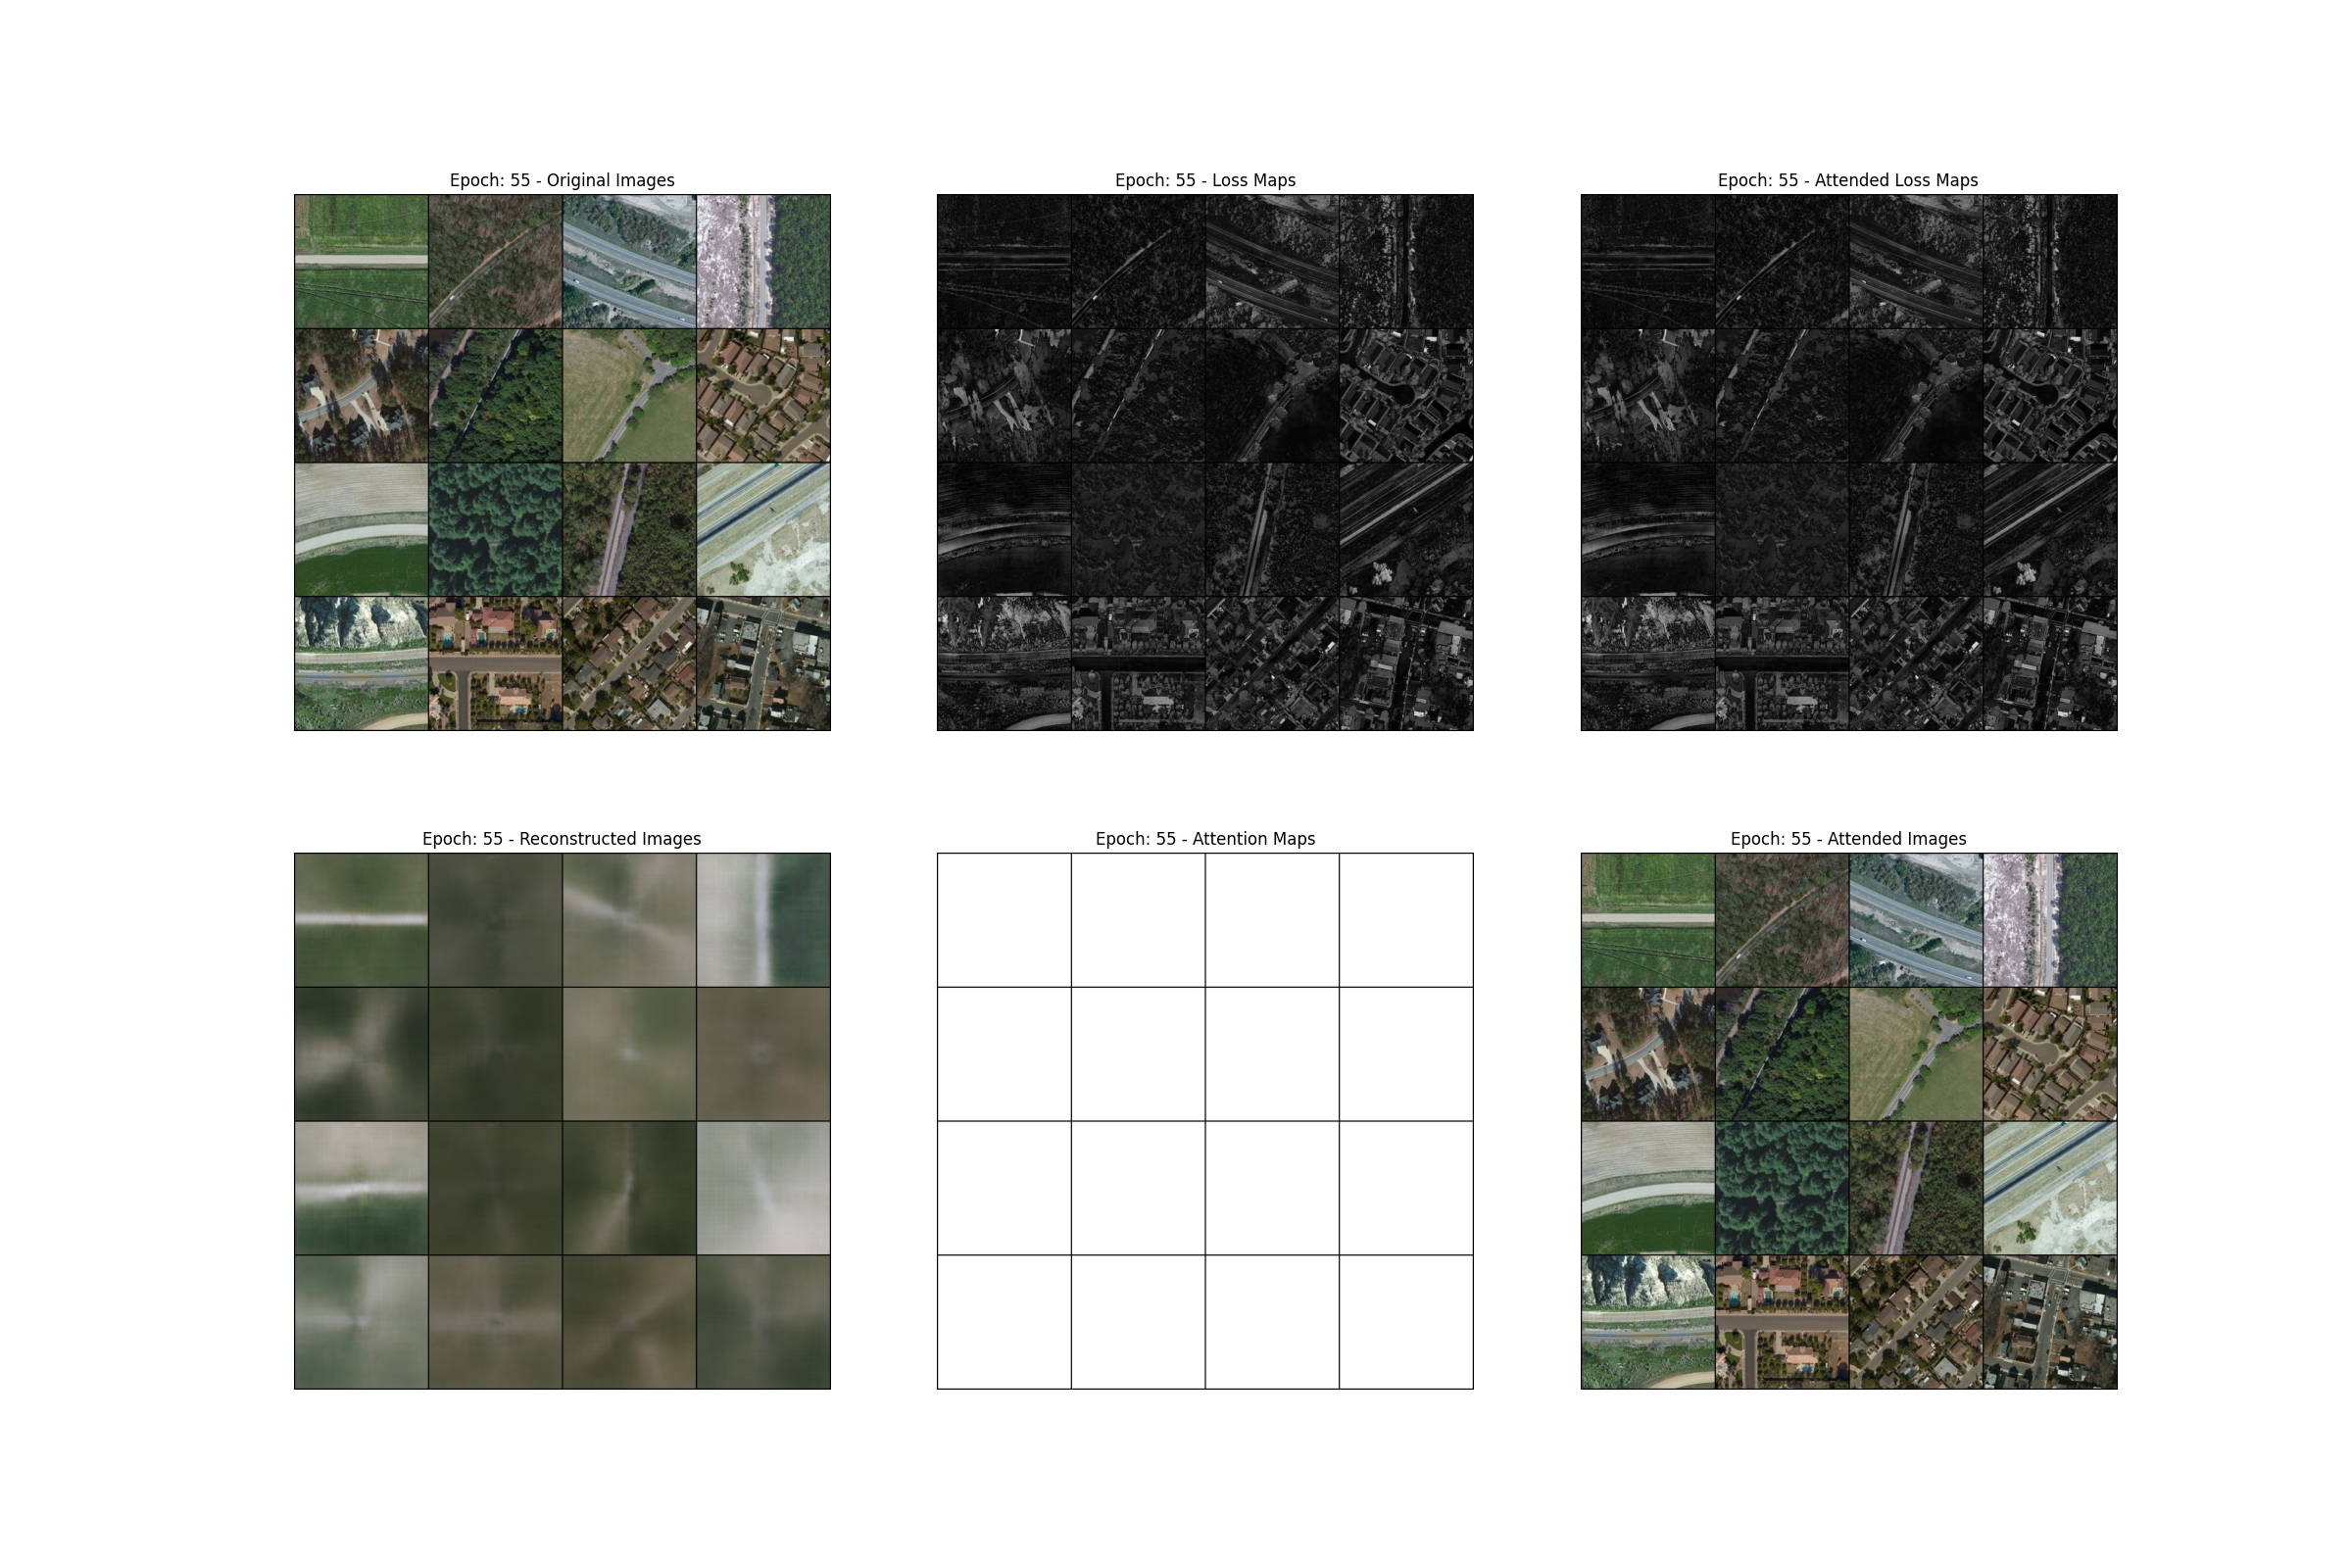 Epoch: 55 - Original Images
Epoch: 55 - Loss Maps
Epoch: 55 - Attended Loss Maps
Epoch: 55 - Reconstructed Images
Epoch: 55 - Attention Maps
Epoch: 55 - Attended Images